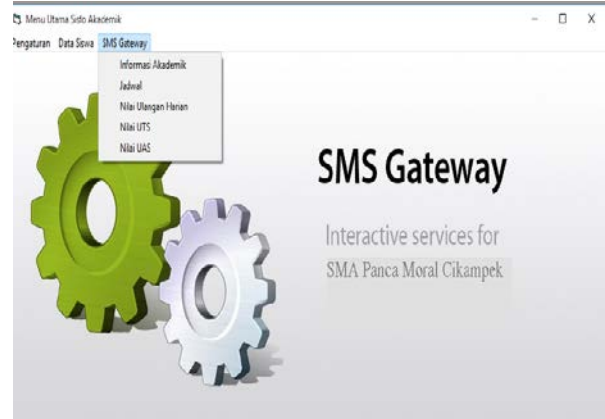 Menu Utama Sisfo Akademik
Pengaturan Data Siswa SMS Gateway
Informasi Akademik
Jadwal
Nilai Ulangan Harian
Nilai UTS
Nilai UAS
SMS Gateway
Interactive services for
SMA Panca Moral Cikampek